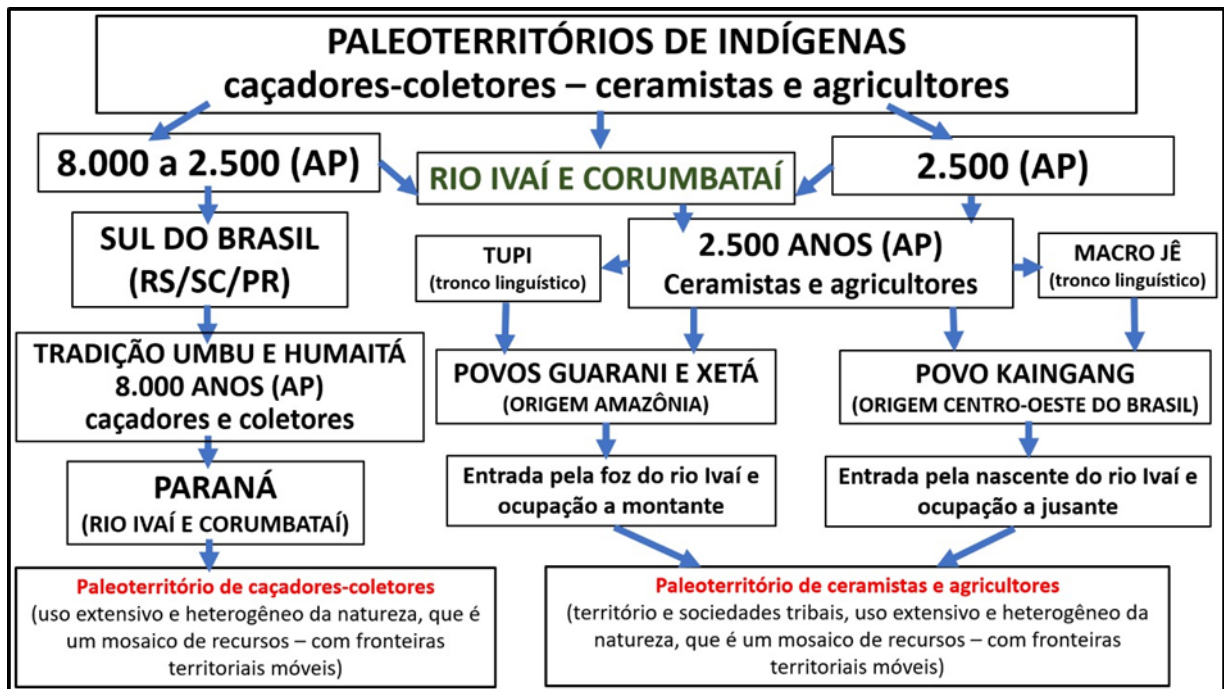 PALEOTERRITÓRIOS DE INDÍGENAS
caçadores-coletores – ceramistas e agricultores
8.000 a 2.500 (AP)
RIO IVAÍ E CORUMBATAÍ
2.500 (AP)
SUL DO BRASIL
(RS/SC/PR)
TUPI
(tronco linguístico)
2.500 ANOS (AP)
Ceramistas e agricultores
MACRO JÊ
(tronco linguístico)
TRADIÇÃO UMBU E HUMAITÁ
8.000 ANOS (AP)
caçadores e coletores
POVOS GUARANI E XETÁ
(ORIGEM AMAZÔNIA)
POVO KAINGANG
(ORIGEM CENTRO-OESTE DO BRASIL)
PARANÁ
(RIO IVAÍ E CORUMBATAÍ)
Entrada pela foz do rio Ivaí e
ocupação a montante
Entrada pela nascente do rio Ivaí e
ocupação a jusante
Paleoterritório de caçadores-coletores
(uso extensivo e heterogêneo da natureza, que é
um mosaico de recursos – com fronteiras
territoriais móveis)
Paleoterritório de ceramistas e agricultores
(território e sociedades tribais, uso extensivo e heterogêneo da
natureza, que é um mosaico de recursos – com fronteiras
territoriais móveis)